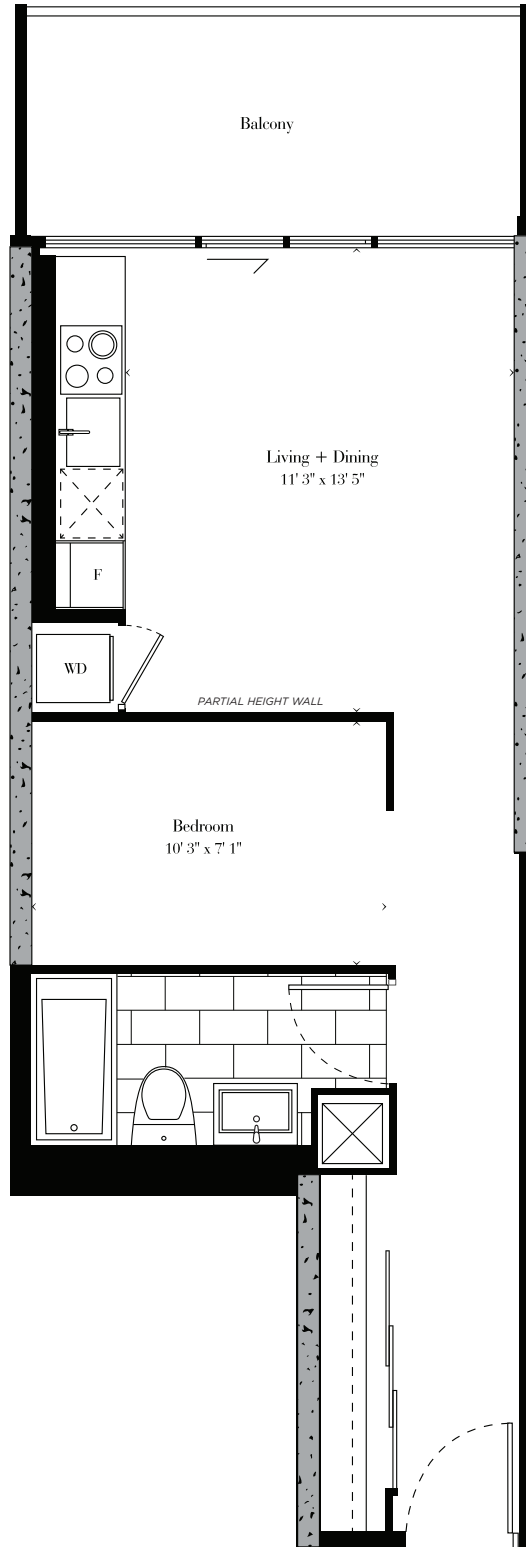 Balcony
Living + Dining
11' 3" x 13' 5"
F
WD
PARTIAL HEIGHT WALL
Bedroom
10' 3" x 7' 1"